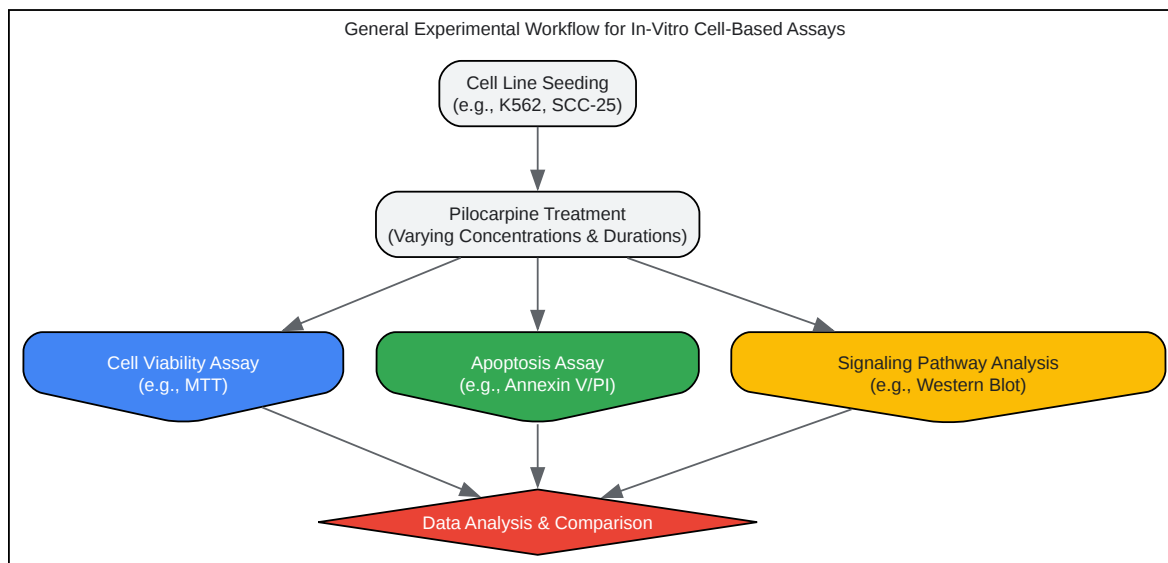 General Experimental Workflow for In-Vitro Cell-Based Assays
Cell Line Seeding
(e.g., K562, SCC-25)
Pilocarpine Treatment
(Varying Concentrations & Durations)
Cell Viability Assay
(e.g., MTT)
Apoptosis Assay
(e.g., Annexin V/PI)
Signaling Pathway Analysis
(e.g., Western Blot)
Data Analysis & Comparison